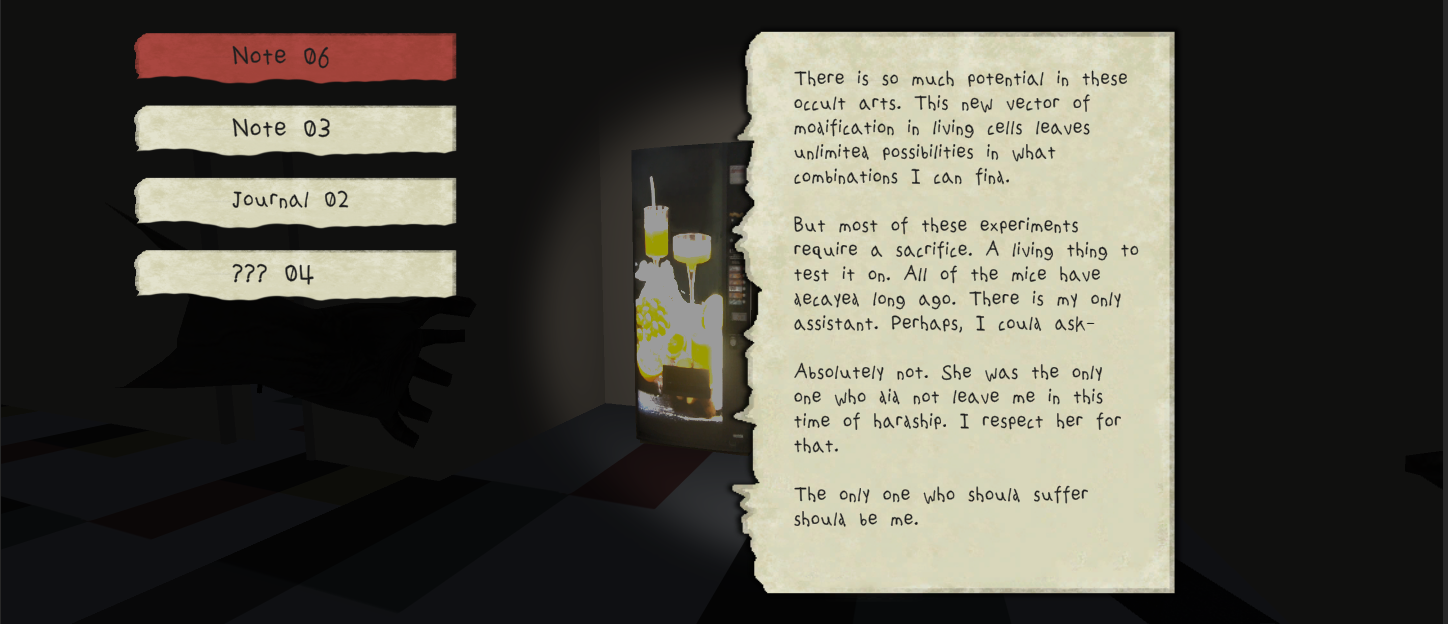 Note 06
Note 03
Journal 02
??? 04
There is so much potential in these
occult arts. This new vector of
modification in living cells leaves
unlimited possibilities in what
combinations I can find.
But most of these experiments
require a sacrifice. A living thing to
test it on. All of the mice have
decayed long ago. There is my only
assistant. Perhaps, I could ask-
Absolutely not. She was the only
one who did not leave me in this
time of hardship. I respect her for
that.
The only one who should suffer
should be me.